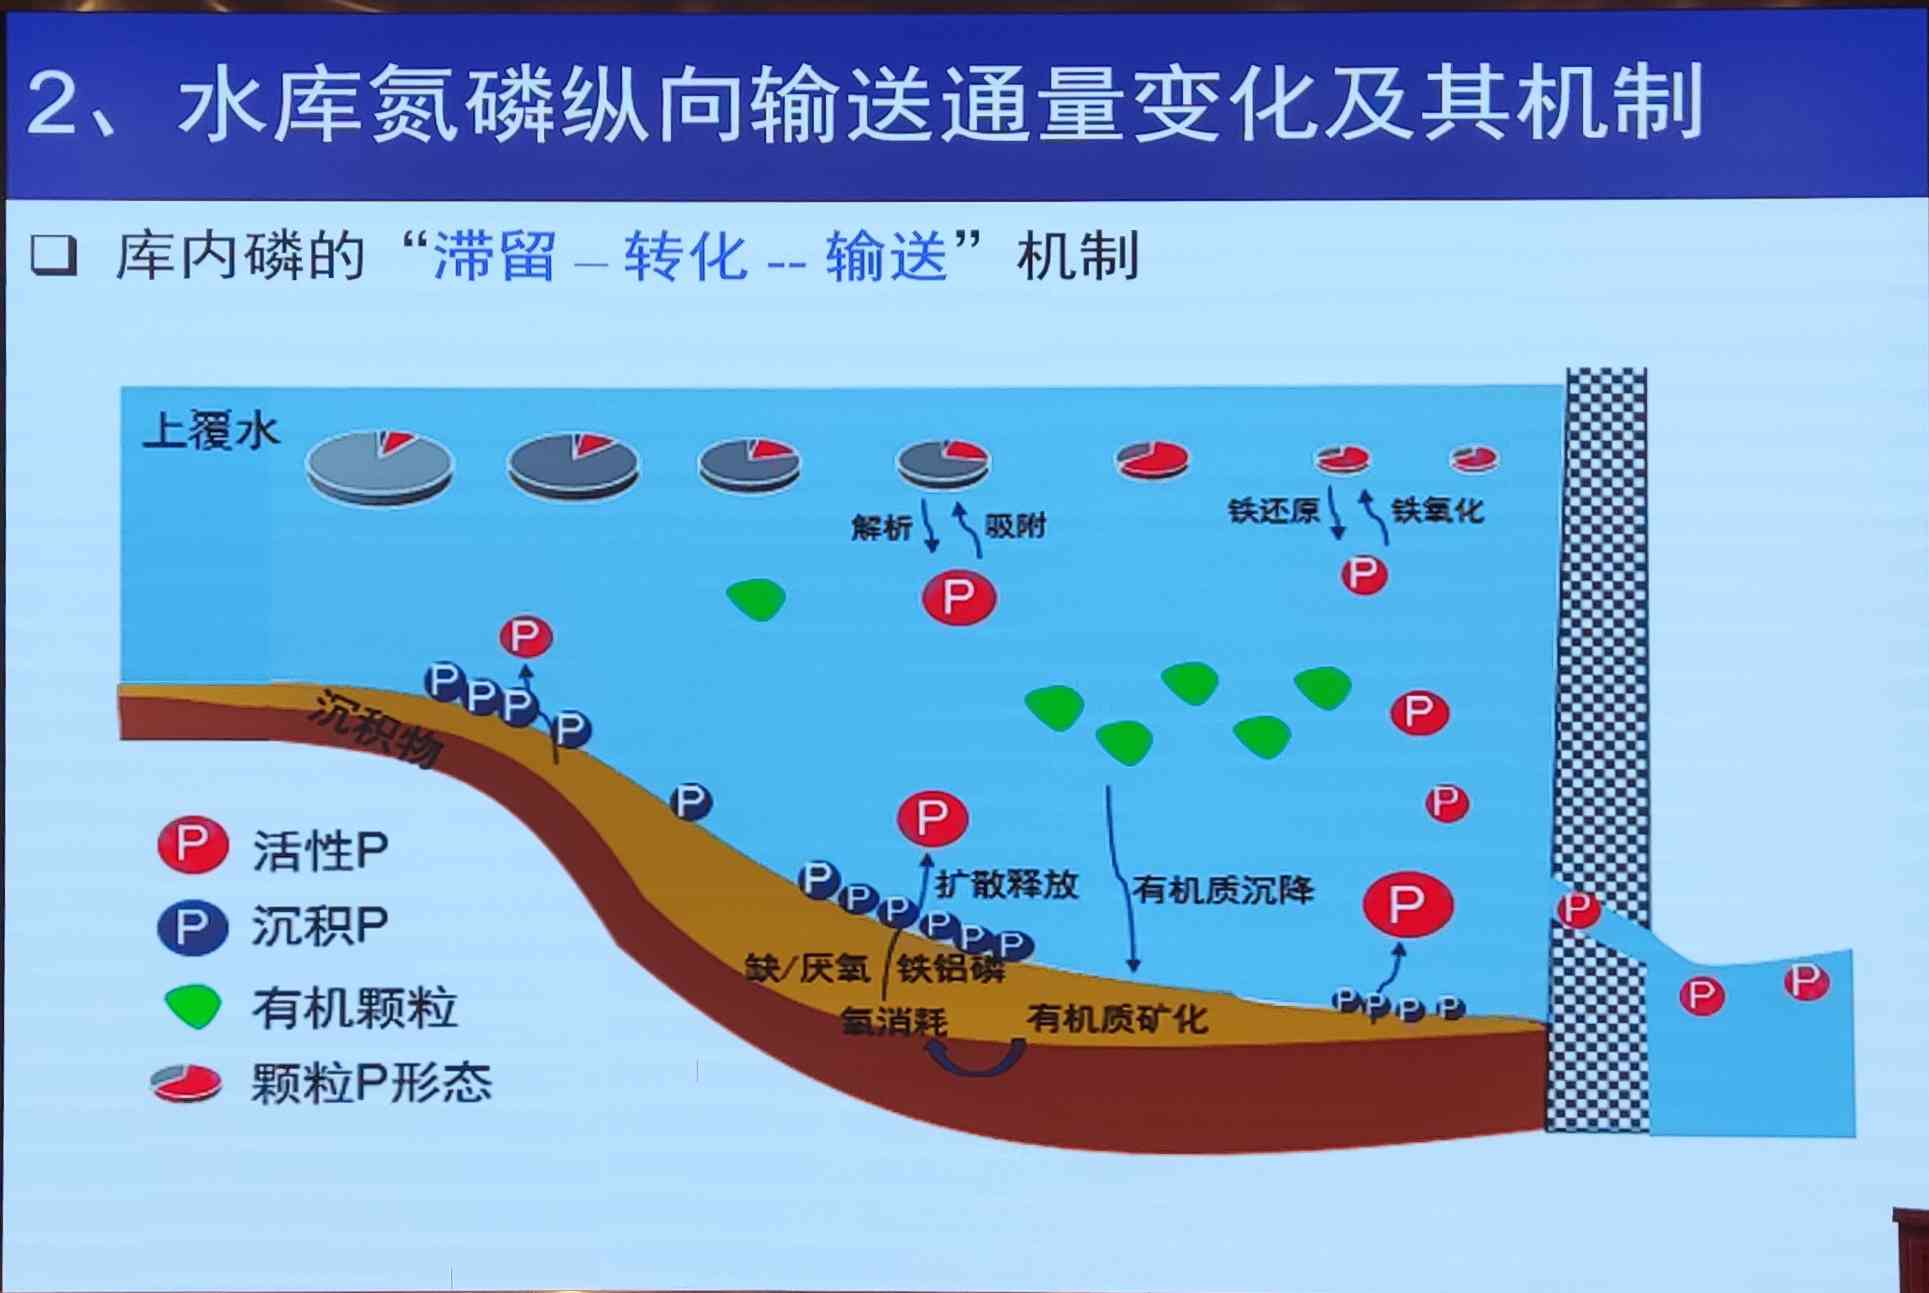 2、水库氮磷纵向输送通量变化及其机制
❑ 库内磷的“滞留 – 转化 -- 输送”机制
上覆水
解析
吸附
铁还原
铁氧化
P
P
P
P P P P
沉积物
P
P
P
P
P
扩散释放
有机质沉降
P
P P P P P P
缺/厌氧
铁铝磷
氧消耗
有机质矿化
P P P P
P
P
P
P 活性P
P 沉积P
有机颗粒
颗粒P形态